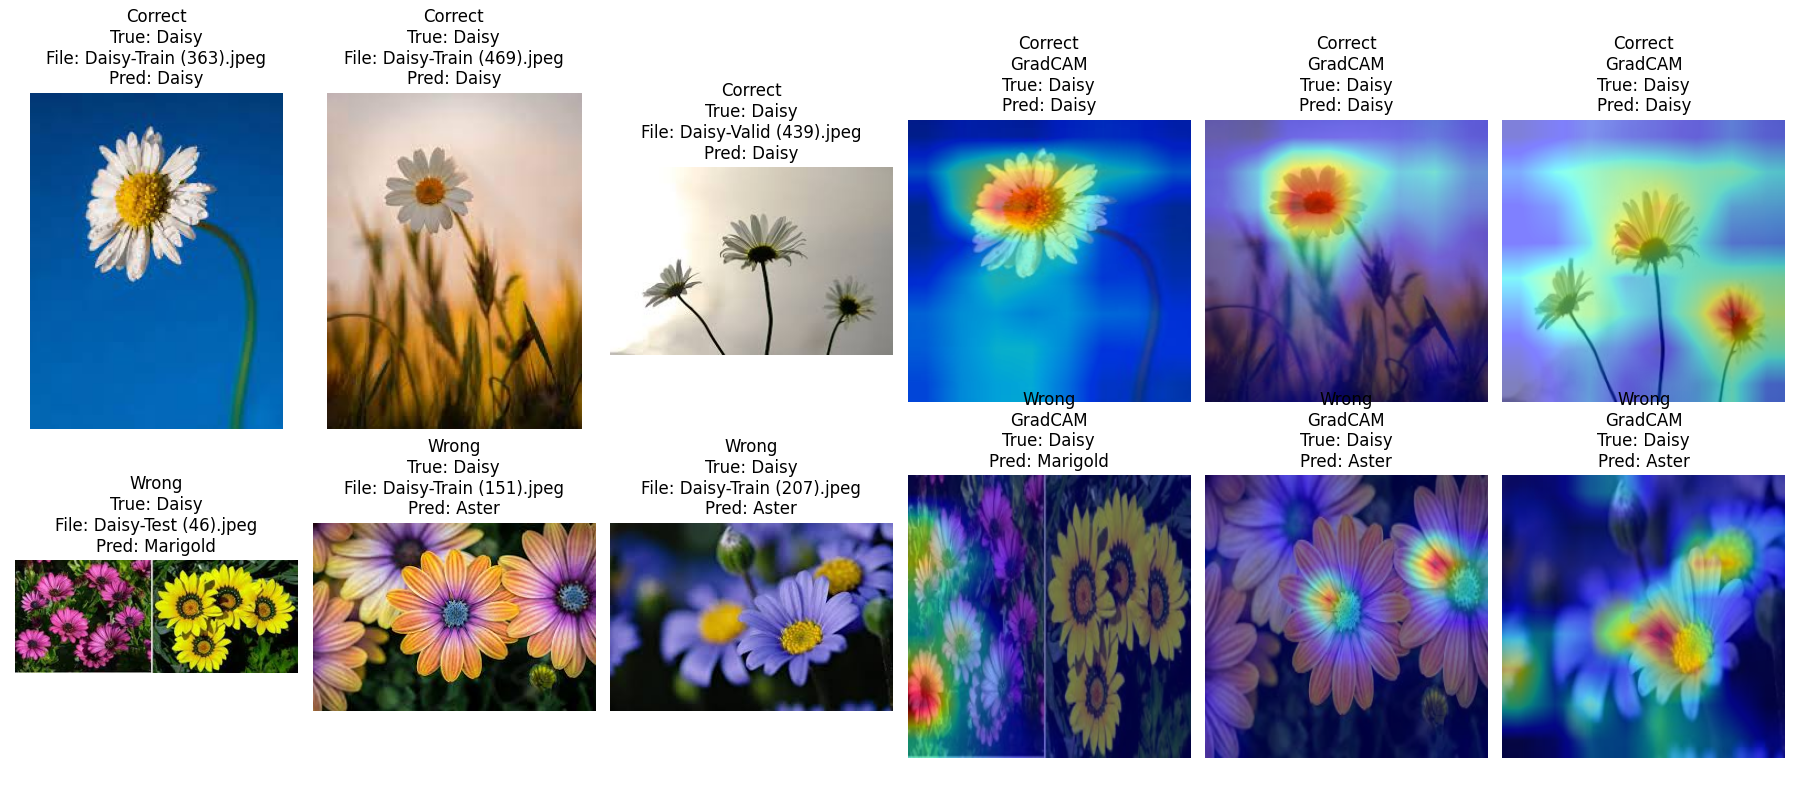 Correct
True: Daisy
File: Daisy-Train (363).jpeg
Pred: Daisy
Correct
True: Daisy
File: Daisy-Train (469).jpeg
Pred: Daisy
Correct
True: Daisy
File: Daisy-Valid (439).jpeg
Pred: Daisy
Correct
GradCAM
True: Daisy
Pred: Daisy
Correct
GradCAM
True: Daisy
Pred: Daisy
Correct
GradCAM
True: Daisy
Pred: Daisy
Wrong
True: Daisy
File: Daisy-Test (46).jpeg
Pred: Marigold
Wrong
True: Daisy
File: Daisy-Train (151).jpeg
Pred: Aster
Wrong
True: Daisy
File: Daisy-Train (207).jpeg
Pred: Aster
Wrong
GradCAM
True: Daisy
Pred: Marigold
Wrong
GradCAM
True: Daisy
Pred: Aster
Wrong
GradCAM
True: Daisy
Pred: Aster